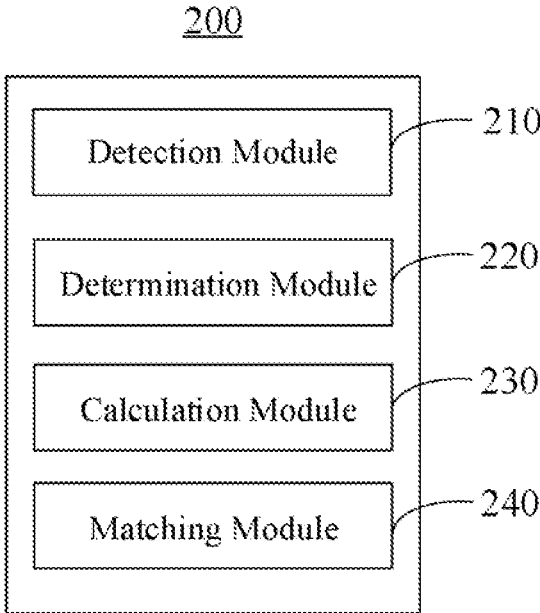 200
Detection Module
210
Determination Module
220
Calculation Module
230
Matching Module
240